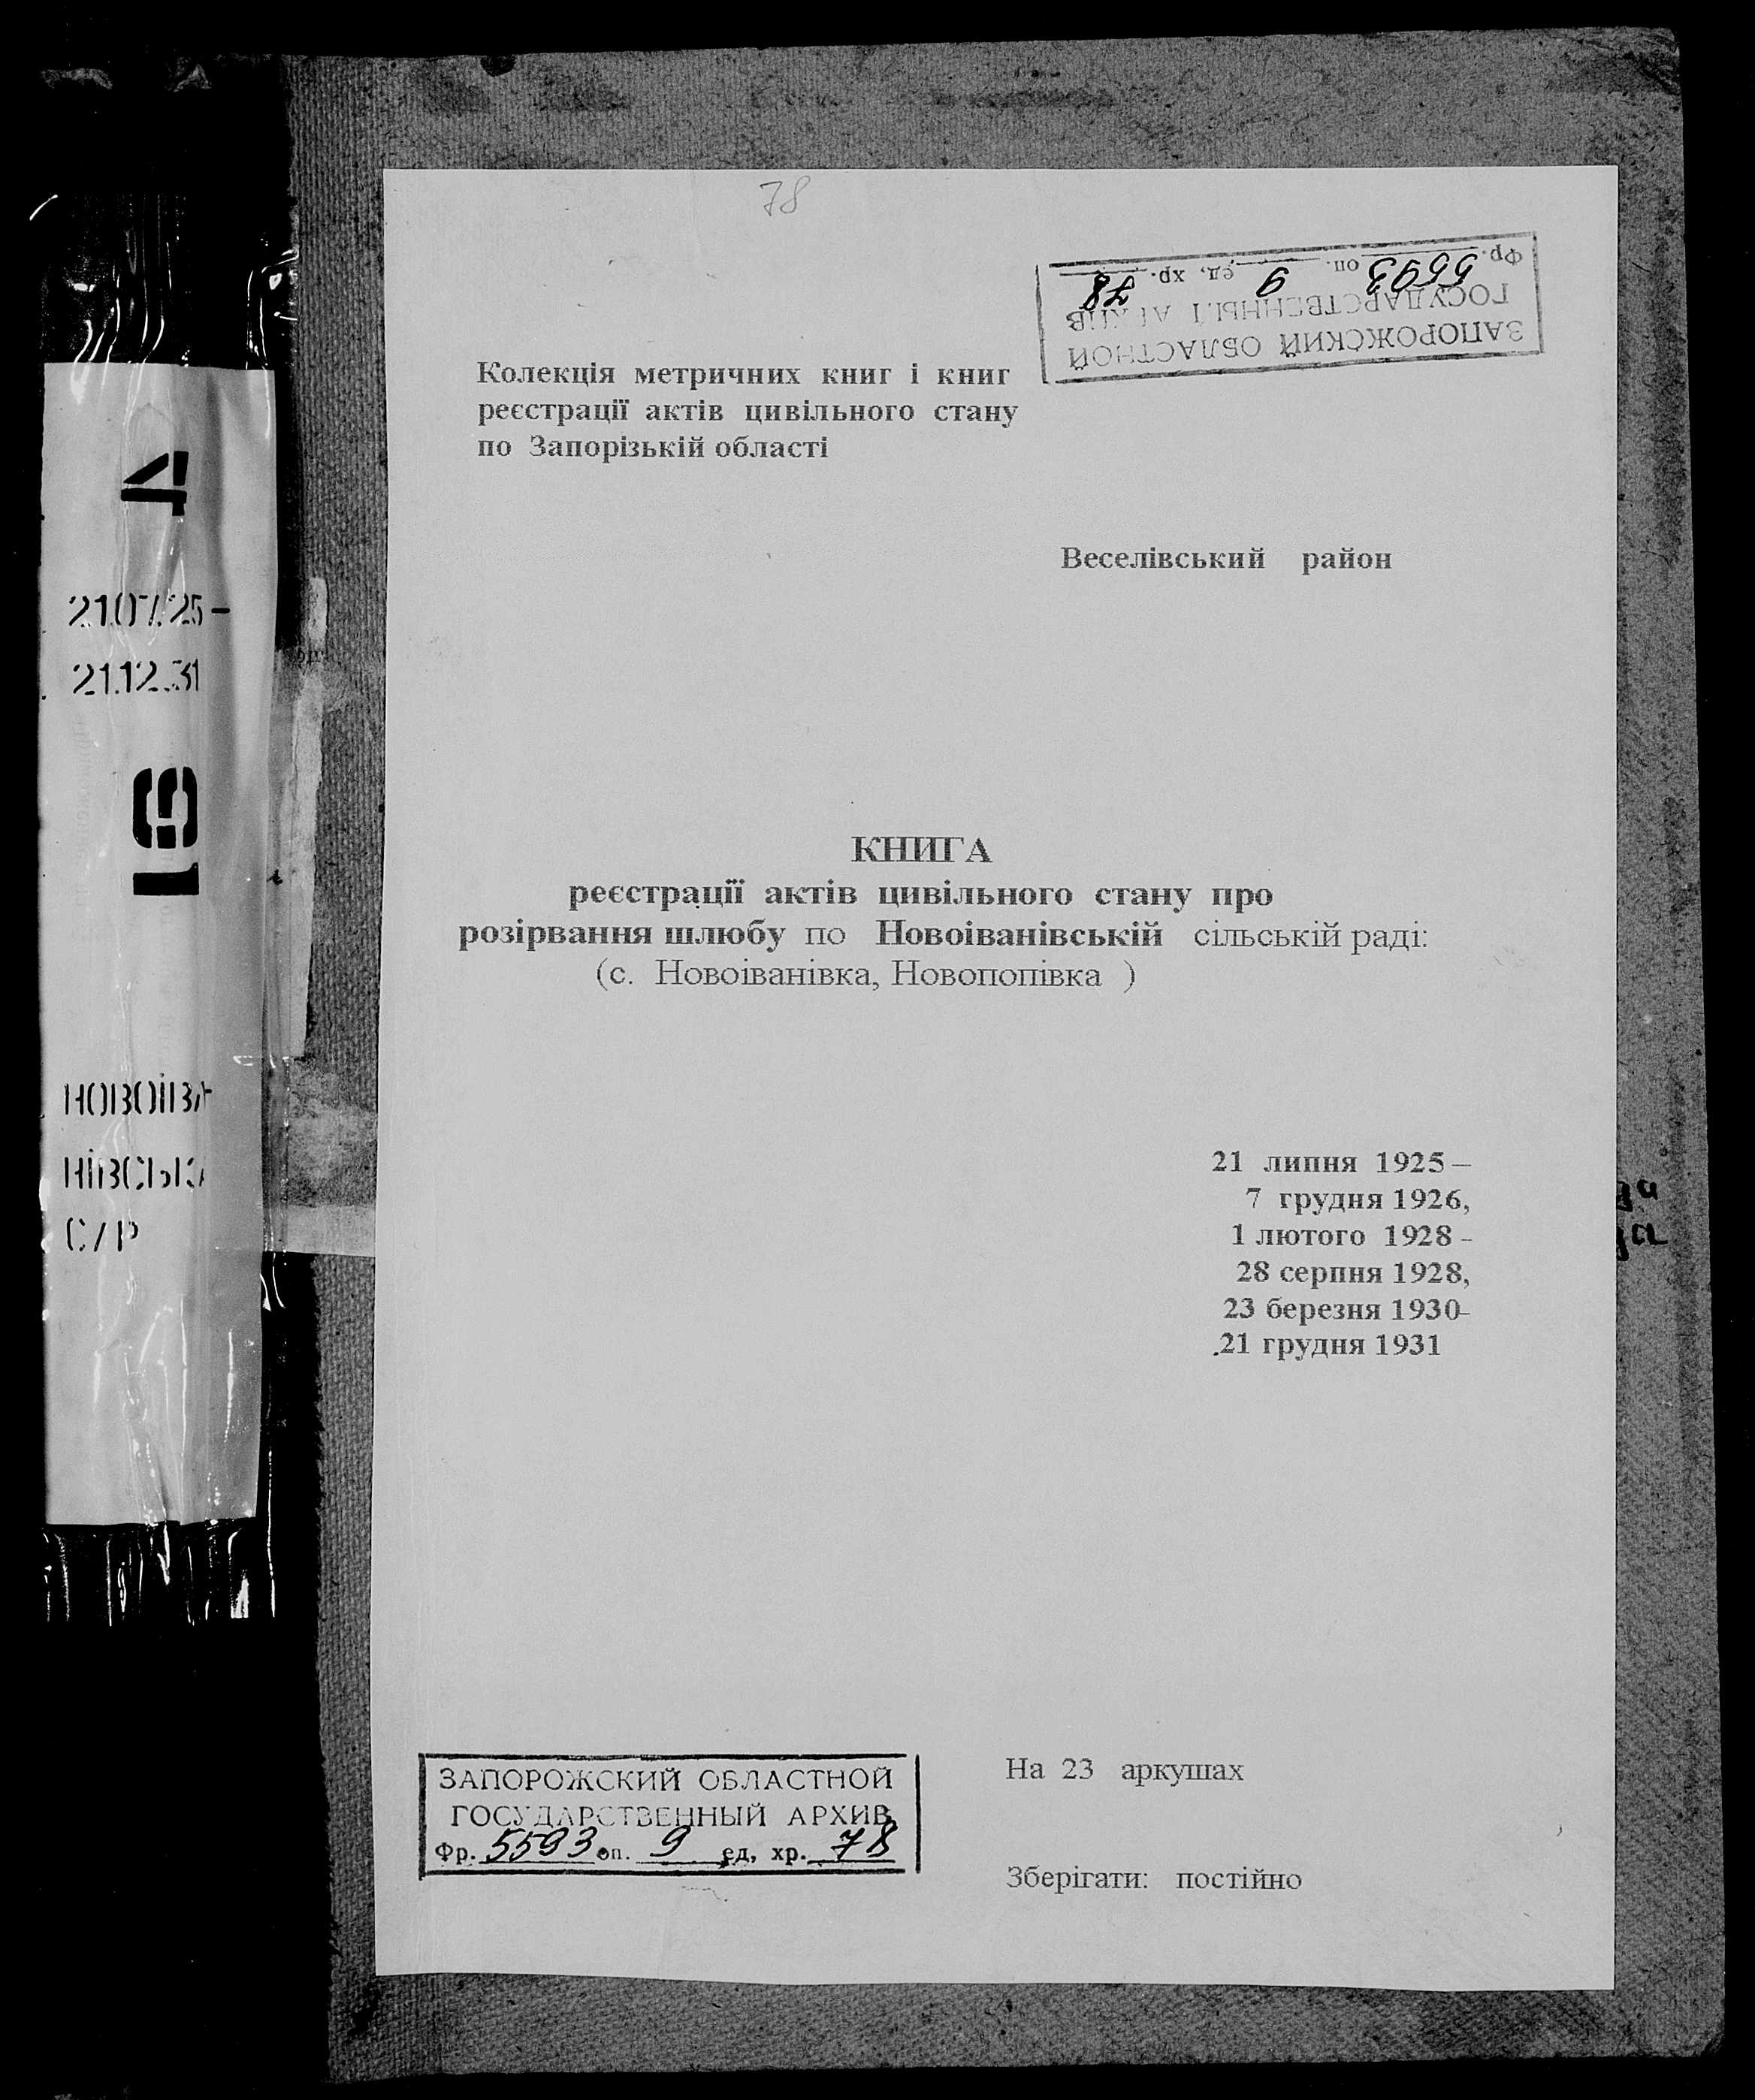 78
Фр. 5593 оп. 9 ед, хр. 78
ГОСУДАРСТВЕННЫЙ АРХИВ
ЗАПОРОЖСКИЙ ОБЛАСТНОЙ
Колекція метричних книг і книг
реєстрації актів цивільного стану
по Запорізькій області
Веселівський район
КНИГА
реєстрації актів цивільного стану про
розірвання шлюбу по Новоіванівській сільській раді:
(с. Новоіванівка, Новопопівка )
21 липня 1925 –
7 грудня 1926,
1 лютого 1928 -
28 серпня 1928,
23 березня 1930-
.21 грудня 1931
ЗАПОРОЖСКИЙ ОБЛАСТНОЙ
ГОСУДАРСТВЕННЫЙ АРХИВ
Фр. 5593 оп. 9 ед, хр. 78
На 23 аркушах
Зберігати: постійно
21.07.25-
21.12.31
НОВОІВА-
НІВСЬКА
С/Р